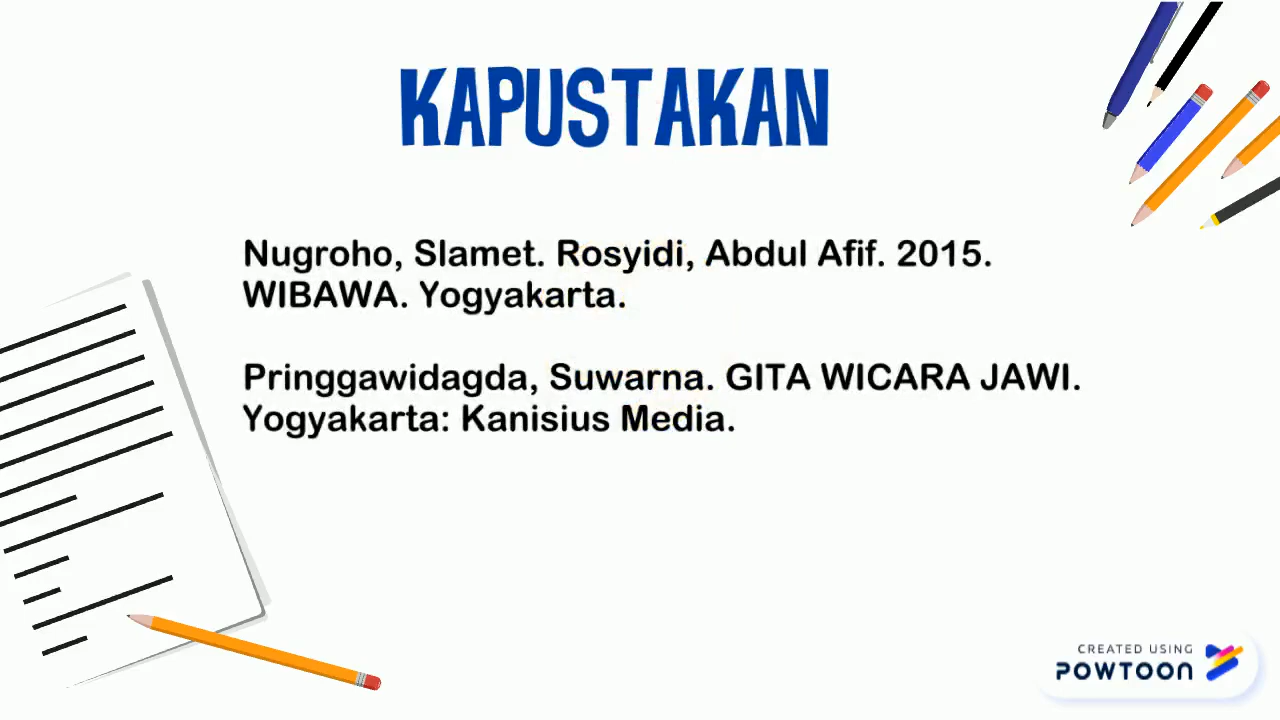 KAPUSTAKAN
Nugroho, Slamet. Rosyidi, Abdul Afif. 2015.
WIBAWA. Yogyakarta.
Pringgawidagda, Suwarna. GITA WICARA JAWI.
Yogyakarta: Kanisius Media.
CREATED USING
POWTOON